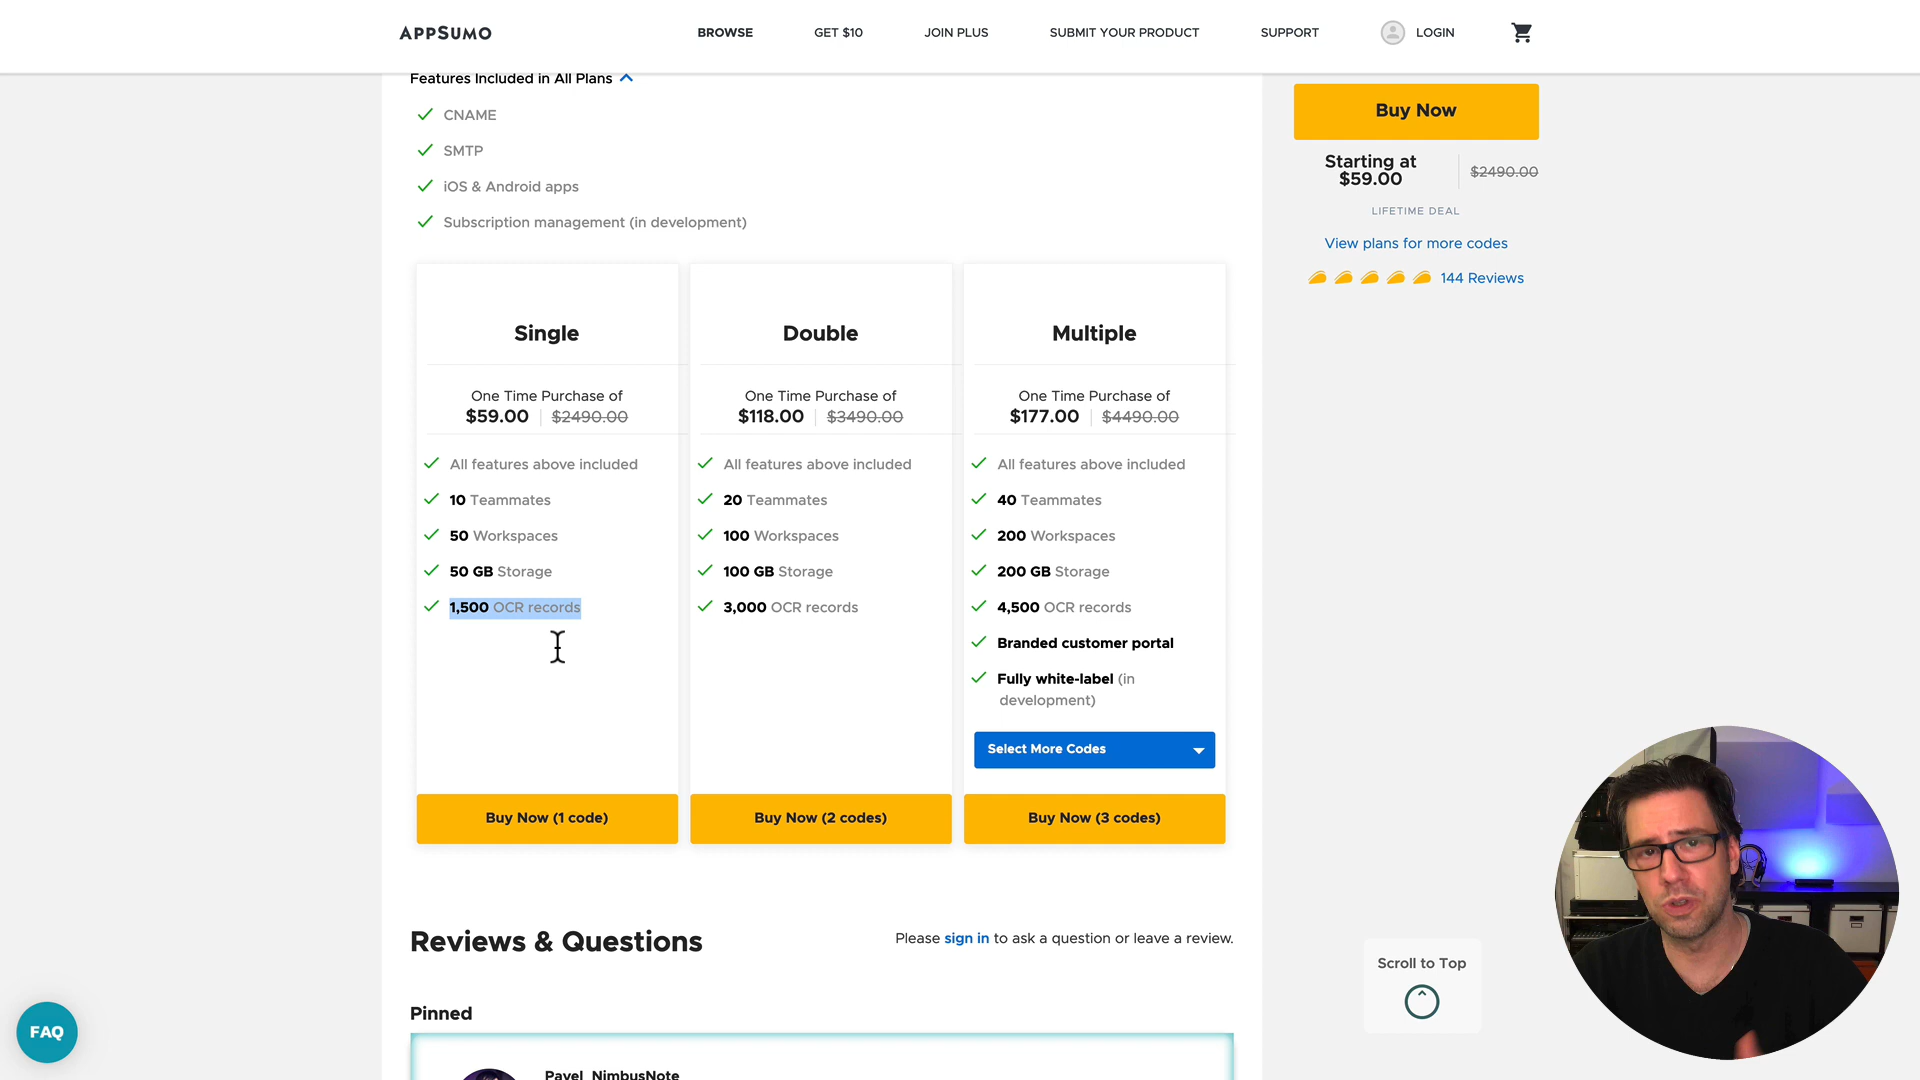 APPSUMO
BROWSE
GET $10
JOIN PLUS
SUBMIT YOUR PRODUCT
SUPPORT
LOGIN
Features Included in All Plans
CNAME
SMTP
iOS & Android apps
Subscription management (in development)
Buy Now
Starting at
$59.00
$2490.00
LIFETIME DEAL
View plans for more codes
144 Reviews
Single
One Time Purchase of
$59.00 $2490.00
All features above included
10 Teammates
50 Workspaces
50 GB Storage
1,500 OCR records
Buy Now (1 code)
Double
One Time Purchase of
$118.00 $3490.00
All features above included
20 Teammates
100 Workspaces
100 GB Storage
3,000 OCR records
Buy Now (2 codes)
Multiple
One Time Purchase of
$177.00 $4490.00
All features above included
40 Teammates
200 Workspaces
200 GB Storage
4,500 OCR records
Branded customer portal
Fully white-label (in
development)
Select More Codes
Buy Now (3 codes)
Reviews & Questions
Please sign in to ask a question or leave a review.
Pinned
Pavel_NimbusNote
Scroll to Top
FAQ